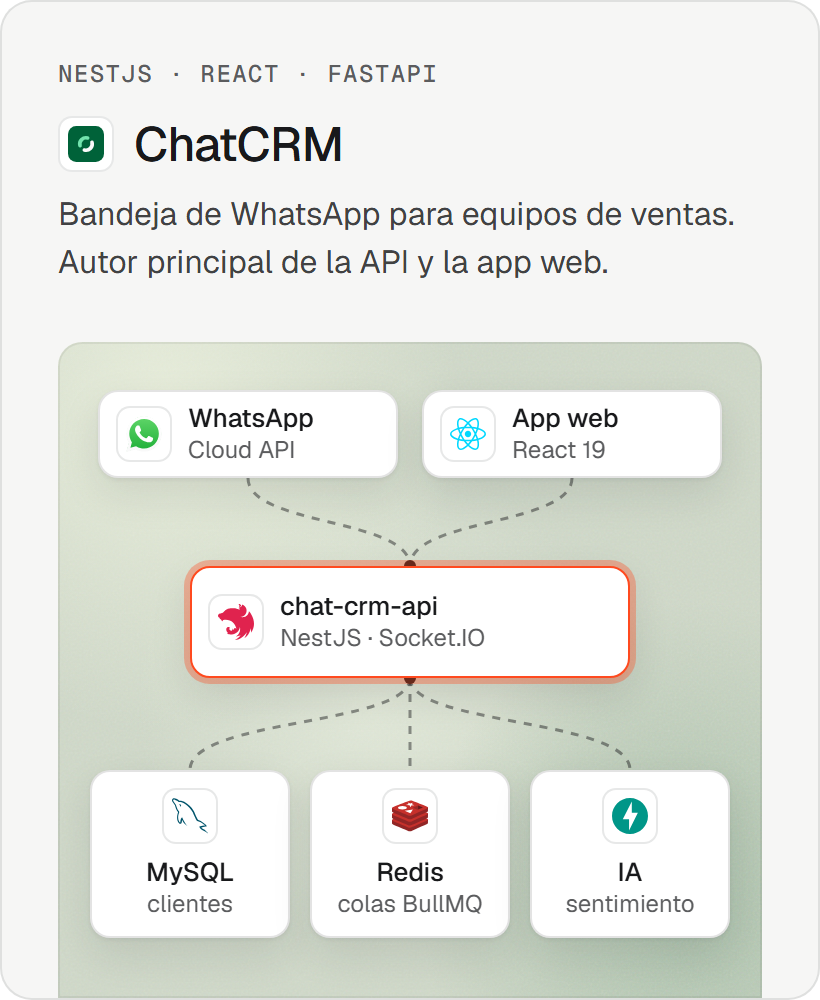 NESTJS · REACT · FASTAPI
ChatCRM
Bandeja de WhatsApp para equipos de ventas.
Autor principal de la API y la app web.
WhatsApp
Cloud API
App web
React 19
chat-crm-api
NestJS · Socket.IO
MySQL
clientes
Redis
colas BullMQ
IA
sentimiento